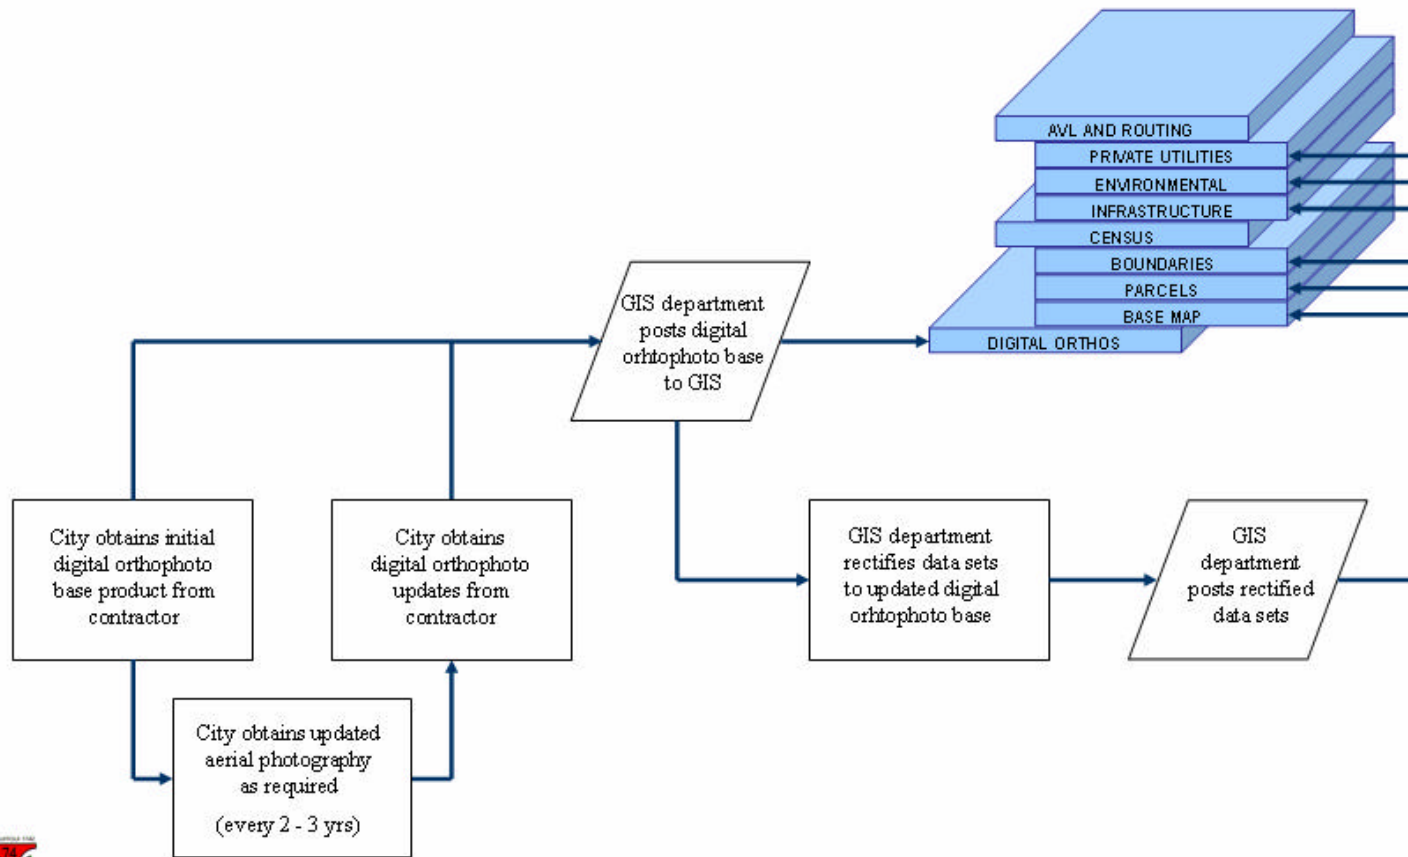 AVL AND ROUTING
PRIVATE UTILITIES
ENVIRONMENTAL
INFRASTRUCTURE
CENSUS
BOUNDARIES
PARCELS
BASE MAP
DIGITAL ORTHOS
GIS department
posts digital
orhtophoto base
to GIS
City obtains initial
digital orthophoto
base product from
contractor
City obtains
digital orthophoto
updates from
contractor
GIS department
rectifies data sets
to updated digital
orhtophoto base
GIS
department
posts rectified
data sets
City obtains updated
aerial photography
as required
(every 2 - 3 yrs)
74